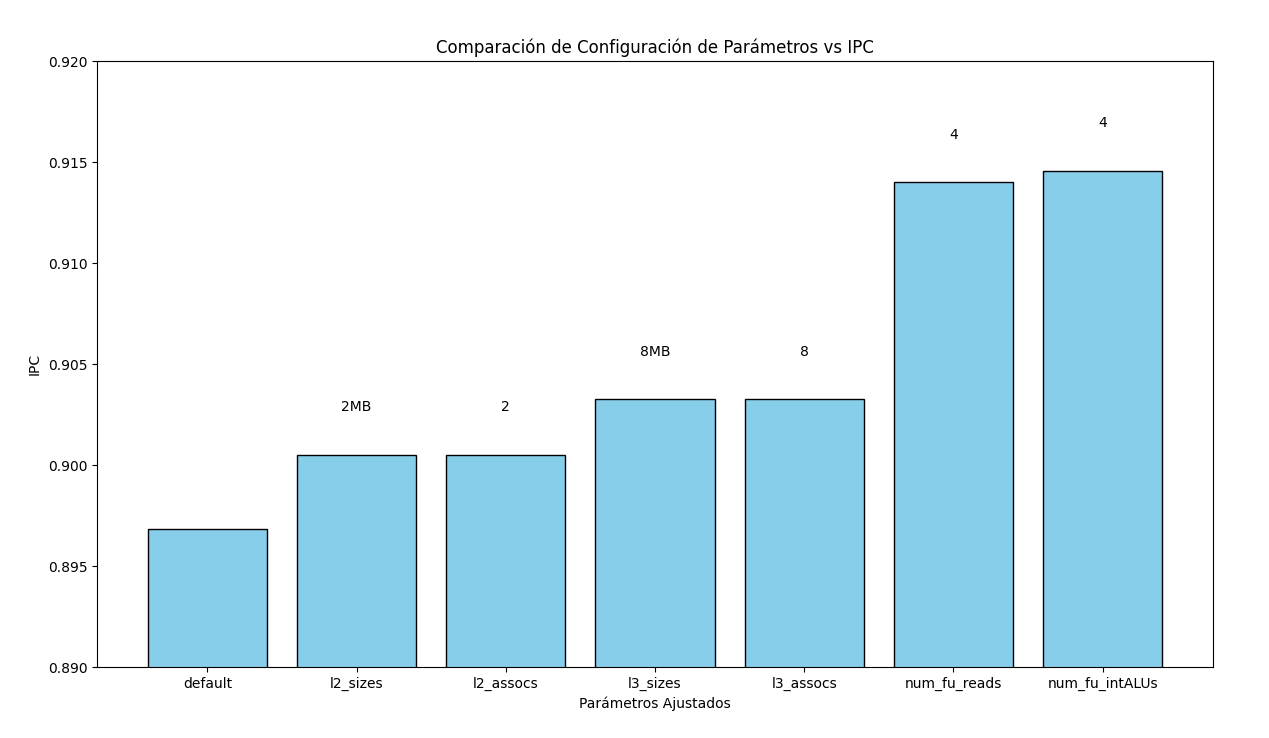 Comparación de Configuración de Parámetros vs IPC
0.920
0.915
0.910
0.905
0.900
0.895
0.890
IPC
4
4
8MB
8
2MB
2
default
l2_sizes
l2_assocs
l3_sizes
l3_assocs
num_fu_reads
num_fu_intALUs
Parámetros Ajustados